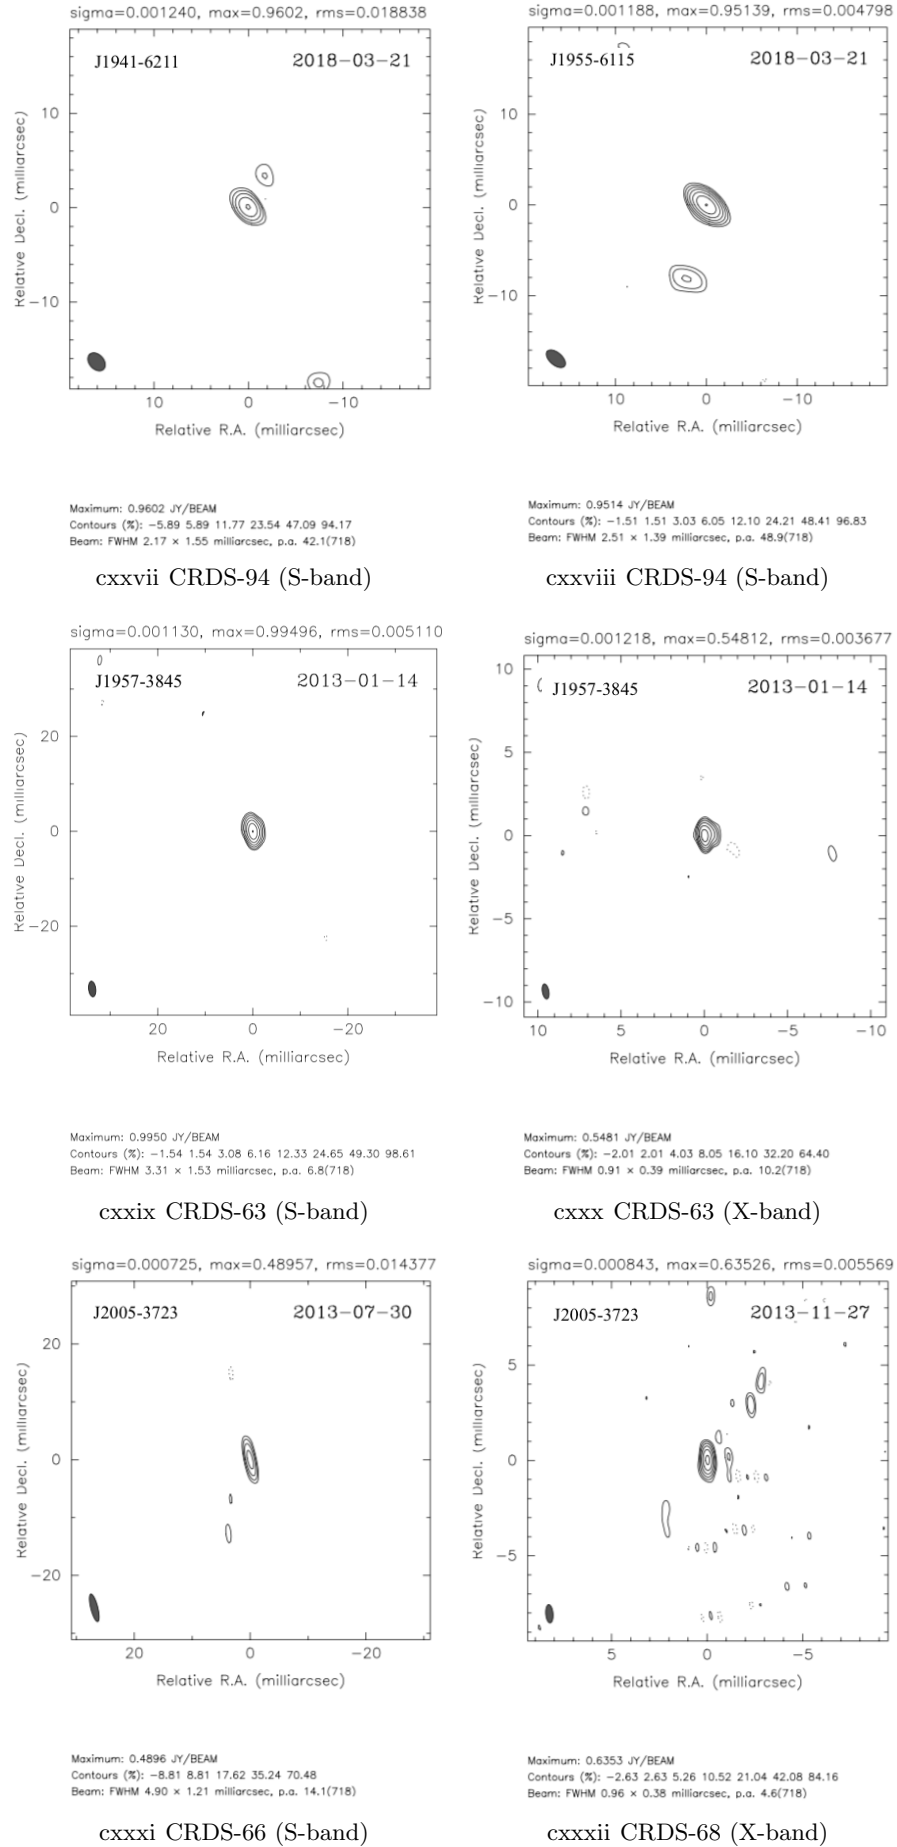 sigma=0.001240, max=0.9602, rms=0.018838
J1941-6211
2018-03-21
Relative Decl. (milliarcsec)
10
0
-10
10
0
-10
Relative R.A. (milliarcsec)
Maximum: 0.9602 JY/BEAM
Contours (%): -5.89 5.89 11.77 23.54 47.09 94.17
Beam: FWHM 2.17 × 1.55 milliarcsec, p.a. 42.1(718)
cxxvii CRDS-94 (S-band)
sigma=0.001188, max=0.95139, rms=0.004798
J1955-6115
2018-03-21
Relative Decl. (milliarcsec)
10
0
-10
10
0
-10
Relative R.A. (milliarcsec)
Maximum: 0.9514 JY/BEAM
Contours (%): -1.51 1.51 3.03 6.05 12.10 24.21 48.41 96.83
Beam: FWHM 2.51 × 1.39 milliarcsec, p.a. 48.9(718)
cxxviii CRDS-94 (S-band)
sigma=0.001130, max=0.99496, rms=0.005110
J1957-3845
2013-01-14
Relative Decl. (milliarcsec)
20
0
-20
20
0
-20
Relative R.A. (milliarcsec)
Maximum: 0.9950 JY/BEAM
Contours (%): -1.54 1.54 3.08 6.16 12.33 24.65 49.30 98.61
Beam: FWHM 3.31 × 1.53 milliarcsec, p.a. 6.8(718)
cxxix CRDS-63 (S-band)
sigma=0.001218, max=0.54812, rms=0.003677
J1957-3845
2013-01-14
Relative Decl. (milliarcsec)
10
5
0
-5
-10
10
5
0
-5
-10
Relative R.A. (milliarcsec)
Maximum: 0.5481 JY/BEAM
Contours (%): -2.01 2.01 4.03 8.05 16.10 32.20 64.40
Beam: FWHM 0.91 × 0.39 milliarcsec, p.a. 10.2(718)
cxxx CRDS-63 (X-band)
sigma=0.000725, max=0.48957, rms=0.014377
J2005-3723
2013-07-30
Relative Decl. (milliarcsec)
20
0
-20
20
0
-20
Relative R.A. (milliarcsec)
Maximum: 0.4896 JY/BEAM
Contours (%): -8.81 8.81 17.62 35.24 70.48
Beam: FWHM 4.90 × 1.21 milliarcsec, p.a. 14.1(718)
cxxxi CRDS-66 (S-band)
sigma=0.000843, max=0.63526, rms=0.005569
J2005-3723
2013-11-27
Relative Decl. (milliarcsec)
5
0
-5
5
0
-5
Relative R.A. (milliarcsec)
Maximum: 0.6353 JY/BEAM
Contours (%): -2.63 2.63 5.26 10.52 21.04 42.08 84.16
Beam: FWHM 0.96 × 0.38 milliarcsec, p.a. 4.6(718)
cxxxii CRDS-68 (X-band)